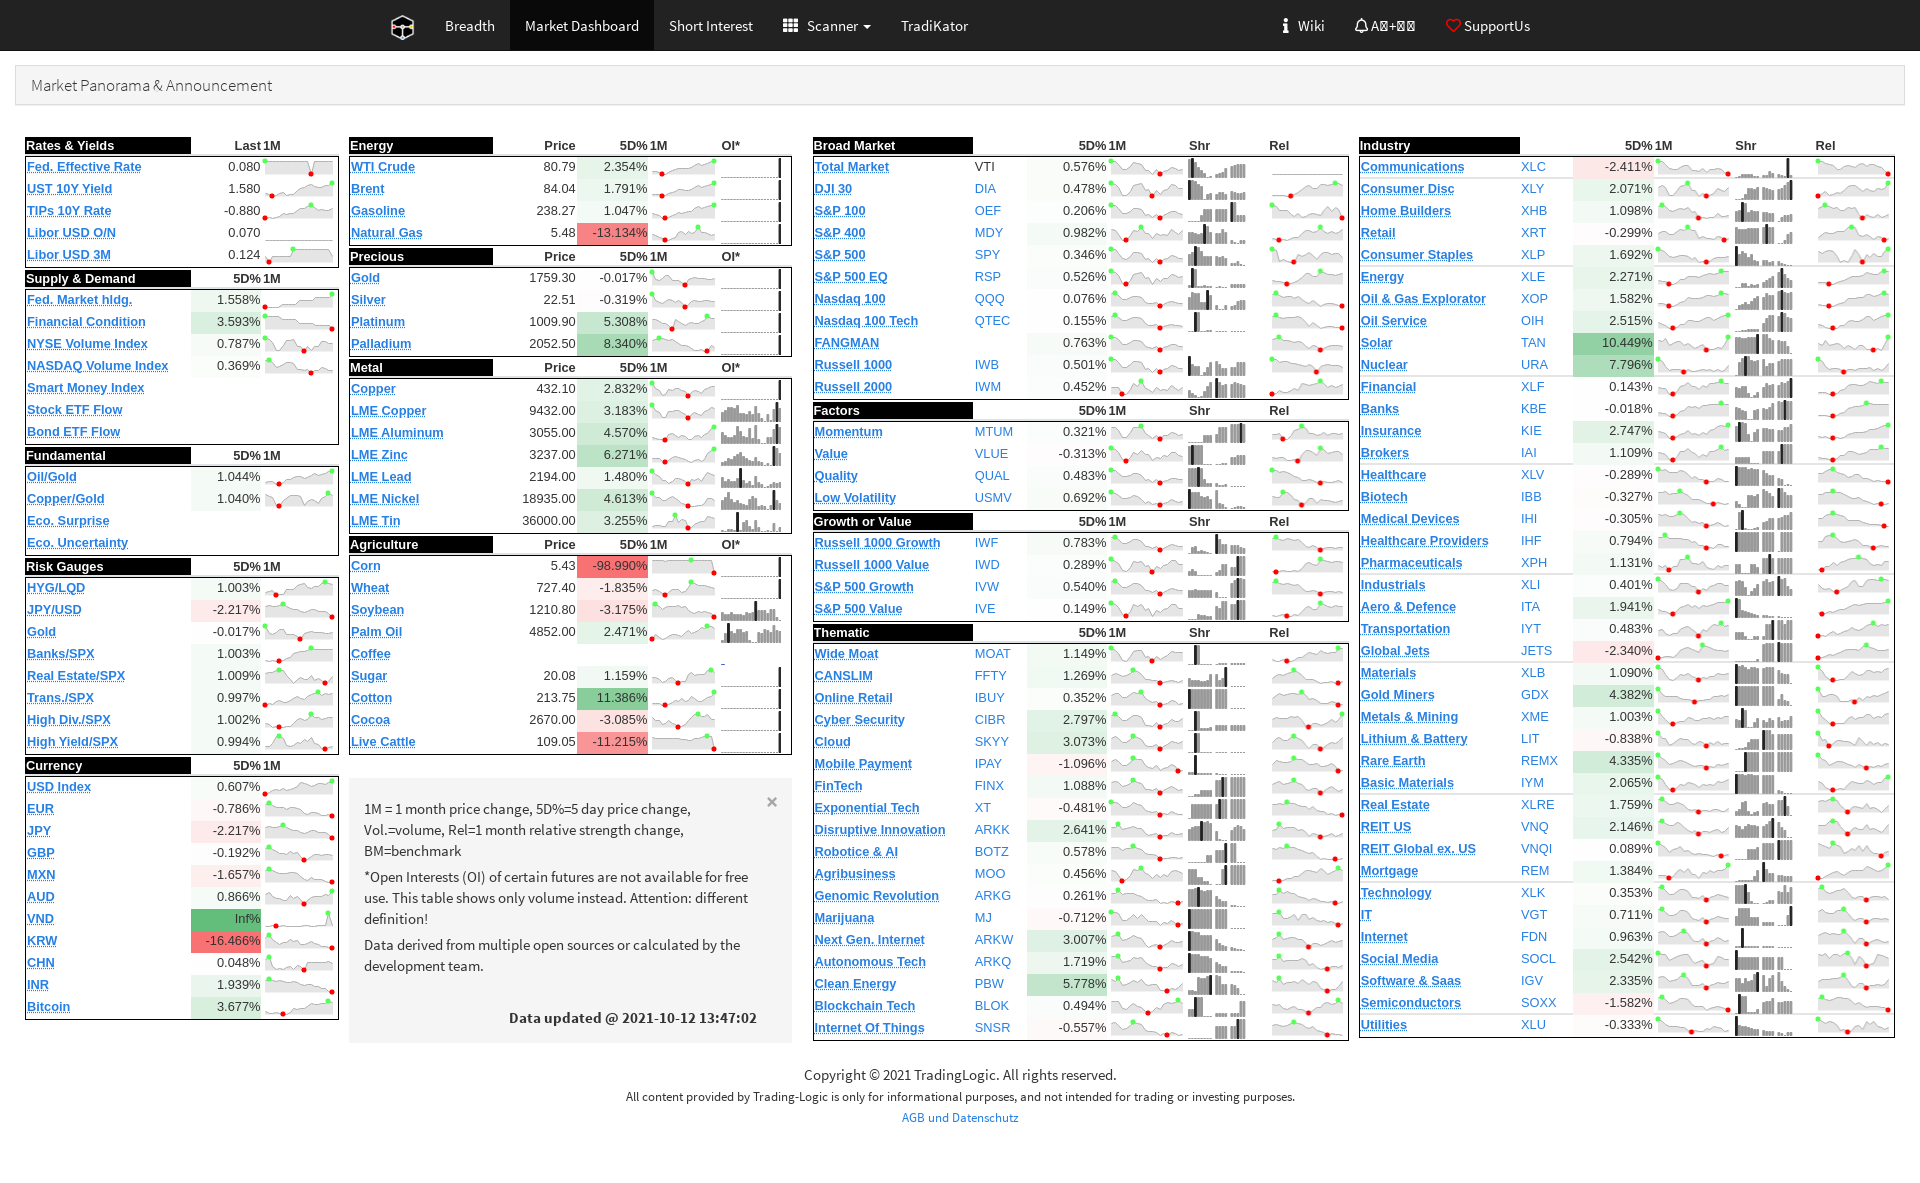 Breadth
Market Dashboard
Short Interest
Scanner
TradiKator
Wiki
SupportUs
Market Panorama & Announcement
Rates & Yields Last 1M
Fed. Effective Rate 0.080
UST 10Y Yield 1.580
TIPs 10Y Rate -0.880
Libor USD O/N 0.070
Libor USD 3M 0.124
Supply & Demand 5D% 1M
Fed. Market hldg. 1.558%
Financial Condition 3.593%
NYSE Volume Index 0.787%
NASDAQ Volume Index 0.369%
Smart Money Index
Stock ETF Flow
Bond ETF Flow
Fundamental 5D% 1M
Oil/Gold 1.044%
Copper/Gold 1.040%
Eco. Surprise
Eco. Uncertainty
Risk Gauges 5D% 1M
HYG/LQD 1.003%
JPY/USD -2.217%
Gold -0.017%
Banks/SPX 1.003%
Real Estate/SPX 1.009%
Trans./SPX 0.997%
High Div./SPX 1.002%
High Yield/SPX 0.994%
Currency 5D% 1M
USD Index 0.607%
EUR -0.786%
JPY -2.217%
GBP -0.192%
MXN -1.657%
AUD 0.866%
VND Inf%
KRW -16.466%
CHN 0.048%
INR 1.939%
Bitcoin 3.677%
Energy Price 5D% 1M OI*
WTI Crude 80.79 2.354%
Brent 84.04 1.791%
Gasoline 238.27 1.047%
Natural Gas 5.48 -13.134%
Precious Price 5D% 1M OI*
Gold 1759.30 -0.017%
Silver 22.51 -0.319%
Platinum 1009.90 5.308%
Palladium 2052.50 8.340%
Metal Price 5D% 1M OI*
Copper 432.10 2.832%
LME Copper 9432.00 3.183%
LME Aluminum 3055.00 4.570%
LME Zinc 3237.00 6.271%
LME Lead 2194.00 1.480%
LME Nickel 18935.00 4.613%
LME Tin 36000.00 3.255%
Agriculture Price 5D% 1M OI*
Corn 5.43 -98.990%
Wheat 727.40 -1.835%
Soybean 1210.80 -3.175%
Palm Oil 4852.00 2.471%
Coffee -
Sugar 20.08 1.159%
Cotton 213.75 11.386%
Cocoa 2670.00 -3.085%
Live Cattle 109.05 -11.215%
×
1M = 1 month price change, 5D%=5 day price change,
Vol.=volume, Rel=1 month relative strength change,
BM=benchmark
*Open Interests (OI) of certain futures are not available for free
use. This table shows only volume instead. Attention: different
definition!
Data derived from multiple open sources or calculated by the
development team.
Data updated @ 2021-10-12 13:47:02
Broad Market 5D% 1M Shr Rel
Total Market VTI 0.576%
DJI 30 DIA 0.478%
S&P 100 OEF 0.206%
S&P 400 MDY 0.982%
S&P 500 SPY 0.346%
S&P 500 EQ RSP 0.526%
Nasdaq 100 QQQ 0.076%
Nasdaq 100 Tech QTEC 0.155%
FANGMAN 0.763%
Russell 1000 IWB 0.501%
Russell 2000 IWM 0.452%
Factors 5D% 1M Shr Rel
Momentum MTUM 0.321%
Value VLUE -0.313%
Quality QUAL 0.483%
Low Volatility USMV 0.692%
Growth or Value 5D% 1M Shr Rel
Russell 1000 Growth IWF 0.783%
Russell 1000 Value IWD 0.289%
S&P 500 Growth IVW 0.540%
S&P 500 Value IVE 0.149%
Thematic 5D% 1M Shr Rel
Wide Moat MOAT 1.149%
CANSLIM FFTY 1.269%
Online Retail IBUY 0.352%
Cyber Security CIBR 2.797%
Cloud SKYY 3.073%
Mobile Payment IPAY -1.096%
FinTech FINX 1.088%
Exponential Tech XT -0.481%
Disruptive Innovation ARKK 2.641%
Robotice & AI BOTZ 0.578%
Agribusiness MOO 0.456%
Genomic Revolution ARKG 0.261%
Marijuana MJ -0.712%
Next Gen. Internet ARKW 3.007%
Autonomous Tech ARKQ 1.719%
Clean Energy PBW 5.778%
Blockchain Tech BLOK 0.494%
Internet Of Things SNSR -0.557%
Industry 5D% 1M Shr Rel
Communications XLC -2.411%
Consumer Disc XLY 2.071%
Home Builders XHB 1.098%
Retail XRT -0.299%
Consumer Staples XLP 1.692%
Energy XLE 2.271%
Oil & Gas Explorator XOP 1.582%
Oil Service OIH 2.515%
Solar TAN 10.449%
Nuclear URA 7.796%
Financial XLF 0.143%
Banks KBE -0.018%
Insurance KIE 2.747%
Brokers IAI 1.109%
Healthcare XLV -0.289%
Biotech IBB -0.327%
Medical Devices IHI -0.305%
Healthcare Providers IHF 0.794%
Pharmaceuticals XPH 1.131%
Industrials XLI 0.401%
Aero & Defence ITA 1.941%
Transportation IYT 0.483%
Global Jets JETS -2.340%
Materials XLB 1.090%
Gold Miners GDX 4.382%
Metals & Mining XME 1.003%
Lithium & Battery LIT -0.838%
Rare Earth REMX 4.335%
Basic Materials IYM 2.065%
Real Estate XLRE 1.759%
REIT US VNQ 2.146%
REIT Global ex. US VNQI 0.089%
Mortgage REM 1.384%
Technology XLK 0.353%
IT VGT 0.711%
Internet FDN 0.963%
Social Media SOCL 2.542%
Software & Saas IGV 2.335%
Semiconductors SOXX -1.582%
Utilities XLU -0.333%
Copyright © 2021 TradingLogic. All rights reserved.
All content provided by Trading-Logic is only for informational purposes, and not intended for trading or investing purposes.
AGB und Datenschutz